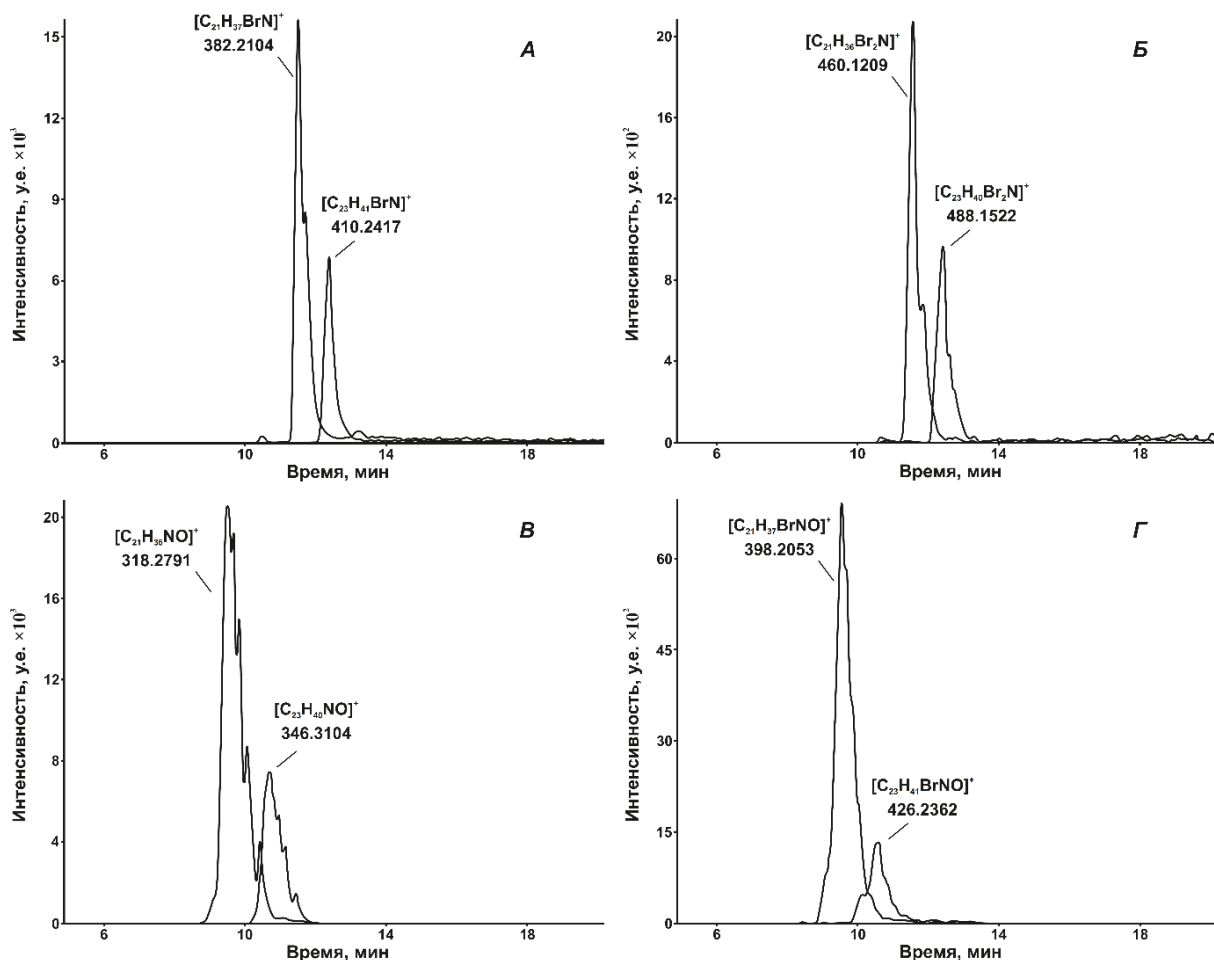 [C₂₁H₃₇BrN]⁺
382.2104
А
[C₂₃H₄₁BrN]⁺
410.2417
Интенсивность, у.е. ×10³
15
12
9
6
3
0
6
10
14
18
Время, мин
[C₂₁H₃₆Br₂N]⁺
460.1209
Б
[C₂₃H₄₀Br₂N]⁺
488.1522
Интенсивность, у.е. ×10²
20
16
12
8
4
0
6
10
14
18
Время, мин
[C₂₁H₃₆NO]⁺
318.2791
В
[C₂₃H₄₀NO]⁺
346.3104
Интенсивность, у.е. ×10³
20
16
12
8
4
0
6
10
14
18
Время, мин
[C₂₁H₃₇BrNO]⁺
398.2053
Г
[C₂₃H₄₁BrNO]⁺
426.2362
Интенсивность, у.е. ×10²
60
45
30
15
0
6
10
14
18
Время, мин